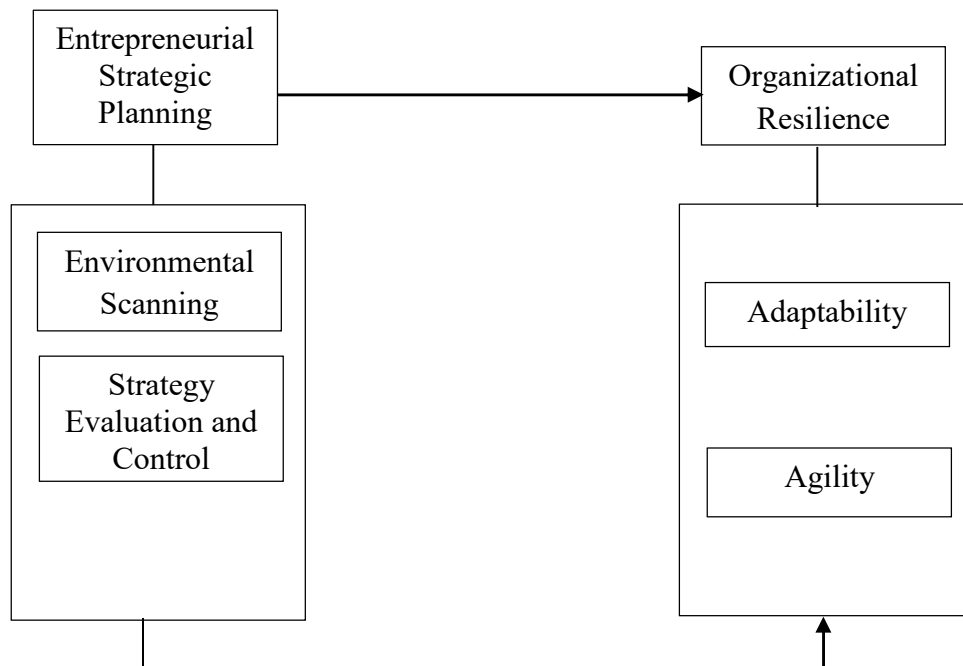 Entrepreneurial
Strategic
Planning
Organizational
Resilience
Environmental
Scanning
Strategy
Evaluation and
Control
Adaptability
Agility